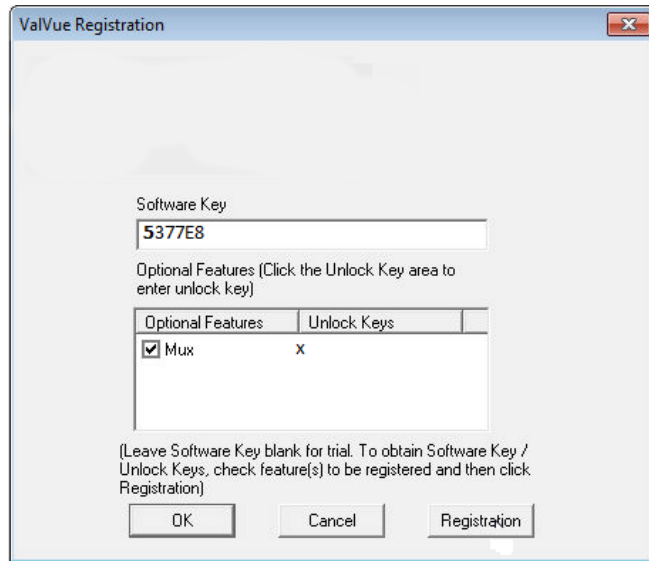 ValVue Registration
Software Key
5377E8
Optional Features (Click the Unlock Key area to
enter unlock key)
Optional Features Unlock Keys
Mux x
(Leave Software Key blank for trial. To obtain Software Key /
Unlock Keys, check feature(s) to be registered and then click
Registration)
OK Cancel Registration